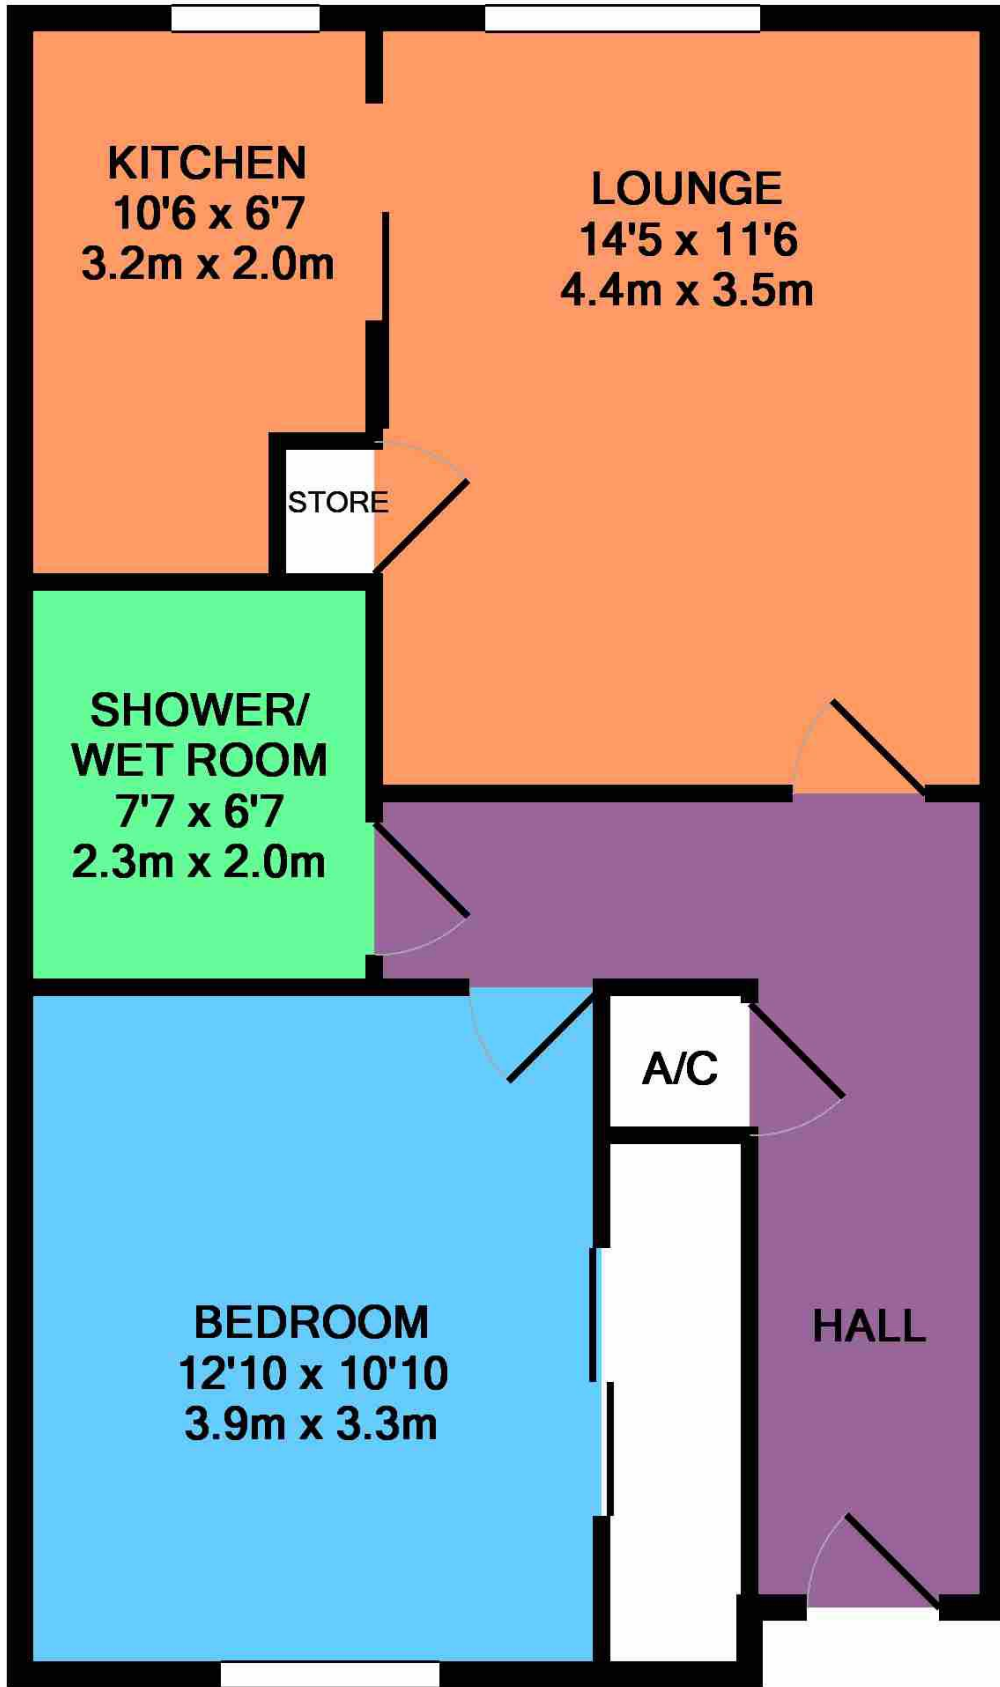 KITCHEN
10'6 x 6'7
3.2m x 2.0m
LOUNGE
14'5 x 11'6
4.4m x 3.5m
STORE
SHOWER/
WET ROOM
7'7 x 6'7
2.3m x 2.0m
A/C
BEDROOM
12'10 x 10'10
3.9m x 3.3m
HALL